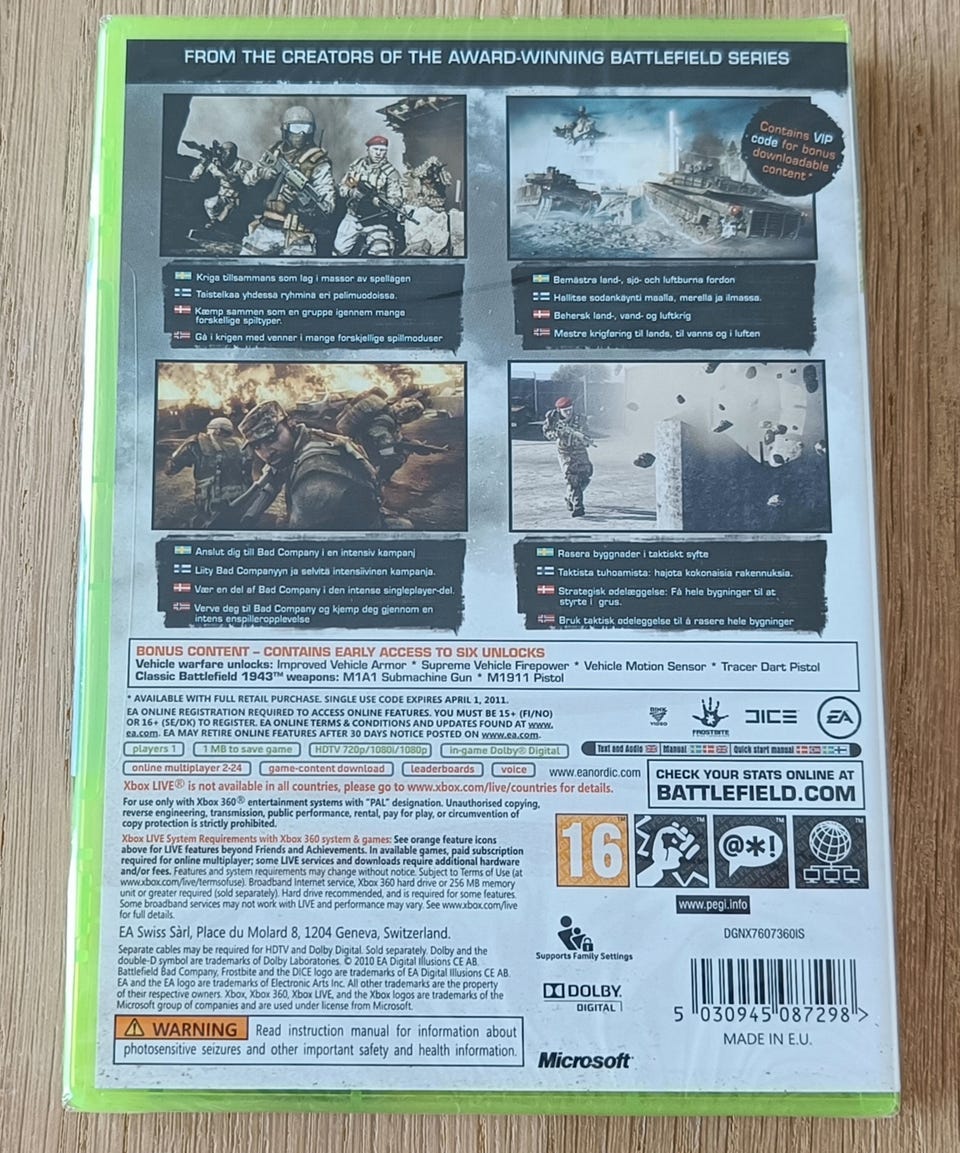 FROM THE CREATORS OF THE AWARD-WINNING BATTLEFIELD SERIES
Contains VIP
code for bonus
downloadable
content*
Kriga tillsammans som lag i massor av spellägen
Taistelkaa yhdessa ryhmina eri pelimuodoissa.
Kæmp sammen som en gruppe igennem mange
forskellige spiltyper.
Gå i krigen med venner i mange forskjellige spillmoduser
Bemästra land-, sjö- och luftburna fordon
Hallitse sodankäynti maalla, merellä ja ilmassa.
Behersk land-, vand- og luftkrig
Mestre krigføring til lands, til vanns og i luften
Anslut dig till Bad Company i en intensiv kampanj
Liity Bad Companyyn ja selvitä intensiivinen kampanja.
Vær en del af Bad Company i den intense singleplayer-del.
Verve deg til Bad Company og kjemp deg gjennom en
intens enspilleropplevelse
Rasera byggnader i taktiskt syfte
Taktista tuhoamista: hajota kokonaisia rakennuksia.
Strategisk ødelæggelse: Få hele bygninger til at
styrte i grus.
Bruk taktisk ødeleggelse til å rasere hele bygninger
BONUS CONTENT – CONTAINS EARLY ACCESS TO SIX UNLOCKS
Vehicle warfare unlocks: Improved Vehicle Armor * Supreme Vehicle Firepower * Vehicle Motion Sensor * Tracer Dart Pistol
Classic Battlefield 1943™ weapons: M1A1 Submachine Gun * M1911 Pistol
* AVAILABLE WITH FULL RETAIL PURCHASE. SINGLE USE CODE EXPIRES APRIL 1, 2011.
EA ONLINE REGISTRATION REQUIRED TO ACCESS ONLINE FEATURES. YOU MUST BE 15+ (FI/NO)
OR 16+ (SE/DK) TO REGISTER. EA ONLINE TERMS & CONDITIONS AND UPDATES FOUND AT www.
ea.com. EA MAY RETIRE ONLINE FEATURES AFTER 30 DAYS NOTICE POSTED ON www.ea.com.
BINK
VIDEO
FROSTBITE
DICE
EA
players 1
1 MB to save game
HDTV 720p/1080i/1080p
in-game Dolby® Digital
Text and Audio
Manual
Quick start manual
online multiplayer 2-24
game-content download
leaderboards
voice
www.eanordic.com
CHECK YOUR STATS ONLINE AT
BATTLEFIELD.COM
Xbox LIVE® is not available in all countries, please go to www.xbox.com/live/countries for details.
For use only with Xbox 360® entertainment systems with "PAL" designation. Unauthorised copying,
reverse engineering, transmission, public performance, rental, pay for play, or circumvention of
copy protection is strictly prohibited.
Xbox LIVE System Requirements with Xbox 360 system & games: See orange feature icons
above for LIVE features beyond Friends and Achievements. In available games, paid subscription
required for online multiplayer; some LIVE services and downloads require additional hardware
and/or fees. Features and system requirements may change without notice. Subject to Terms of Use (at
www.xbox.com/live/termsofuse). Broadband Internet service, Xbox 360 hard drive or 256 MB memory
unit or greater required (sold separately). Hard drive recommended, and is required for some features.
Some broadband services may not work with LIVE and performance may vary. See www.xbox.com/live
for full details.
16
@*!
www.pegi.info
EA Swiss Sàrl, Place du Molard 8, 1204 Geneva, Switzerland.
Separate cables may be required for HDTV and Dolby Digital. Sold separately. Dolby and the
double-D symbol are trademarks of Dolby Laboratories. © 2010 EA Digital Illusions CE AB.
Battlefield Bad Company, Frostbite and the DICE logo are trademarks of EA Digital Illusions CE AB.
EA and the EA logo are trademarks of Electronic Arts Inc. All other trademarks are the property
of their respective owners. Xbox, Xbox 360, Xbox LIVE, and the Xbox logos are trademarks of the
Microsoft group of companies and are used under license from Microsoft.
Supports Family Settings
DOLBY
DIGITAL
DGNX7607360IS
5 030945 087298 >
MADE IN E.U.
WARNING Read instruction manual for information about
photosensitive seizures and other important safety and health information.
Microsoft®